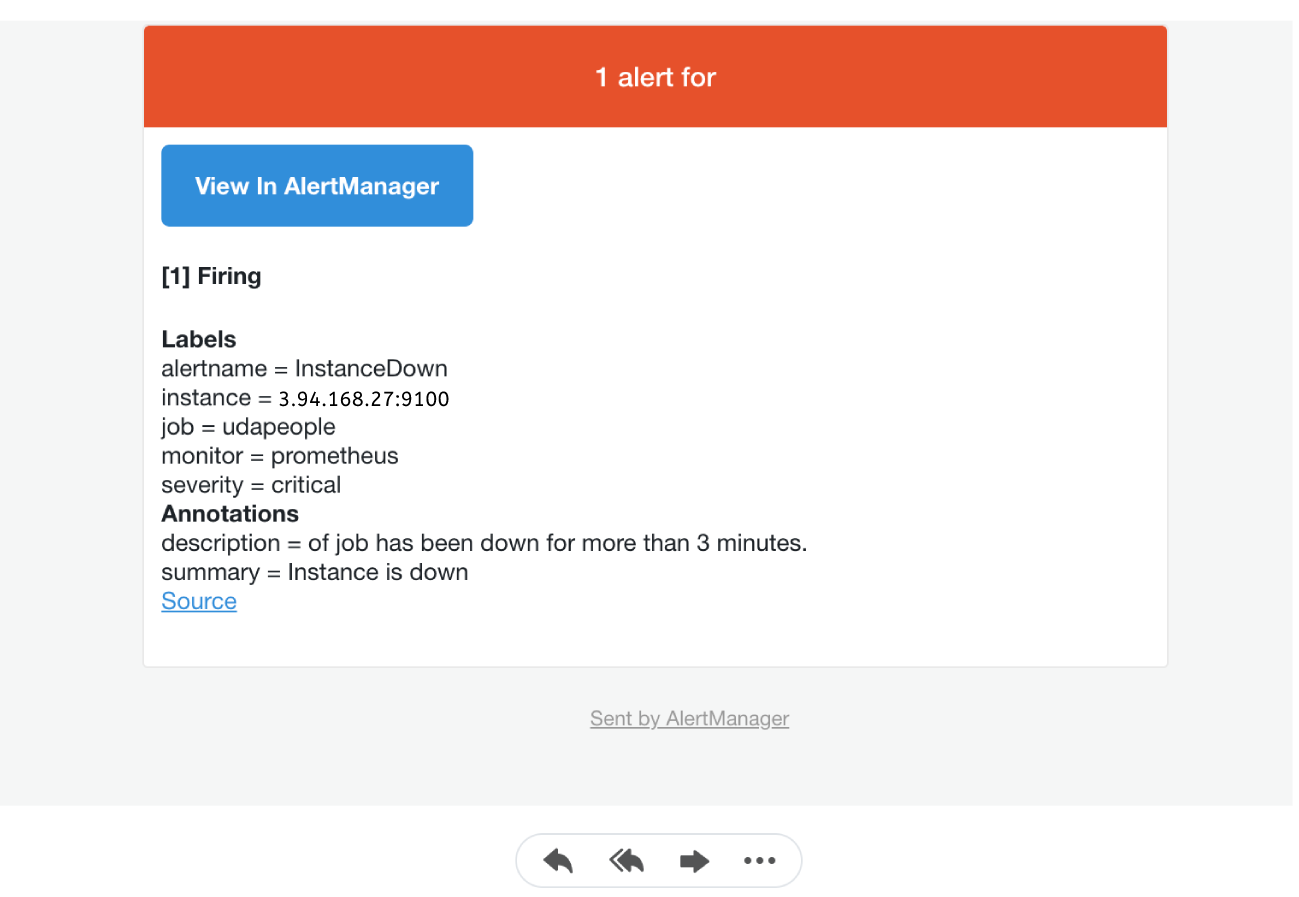 1 alert for
View In AlertManager
[1] Firing
Labels
alertname = InstanceDown
instance = 3.94.168.27:9100
job = udapeople
monitor = prometheus
severity = critical
Annotations
description = of job has been down for more than 3 minutes.
summary = Instance is down
Source
Sent by AlertManager